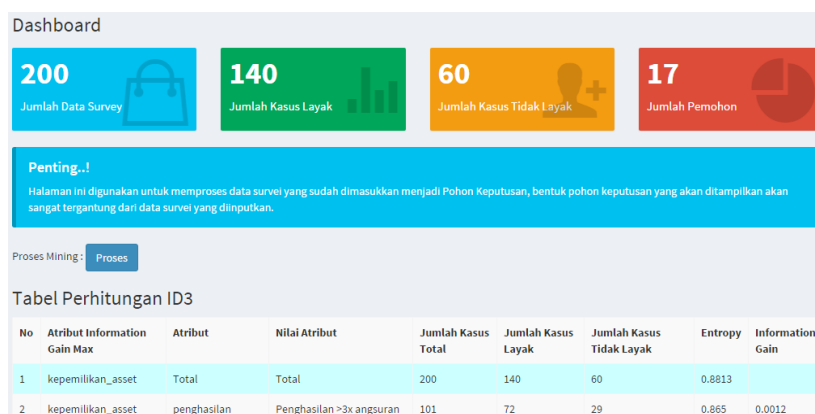 Dashboard
200
Jumlah Data Survey
140
Jumlah Kasus Layak
60
Jumlah Kasus Tidak Layak
17
Jumlah Pemohon
Penting..!
Halaman ini digunakan untuk memproses data survei yang sudah dimasukkan menjadi Pohon Keputusan, bentuk pohon keputusan yang akan ditampilkan akan
sangat tergantung dari data survei yang diinputkan.
Proses Mining : Proses
Tabel Perhitungan ID3
No Atribut Information Gain Max Atribut Nilai Atribut Jumlah Kasus Total Jumlah Kasus Layak Jumlah Kasus Tidak Layak Entropy Information Gain
1 kepemilikan_asset Total Total 200 140 60 0.8813
2 kepemilikan_asset penghasilan Penghasilan >3x angsuran 101 72 29 0.865 0.0012